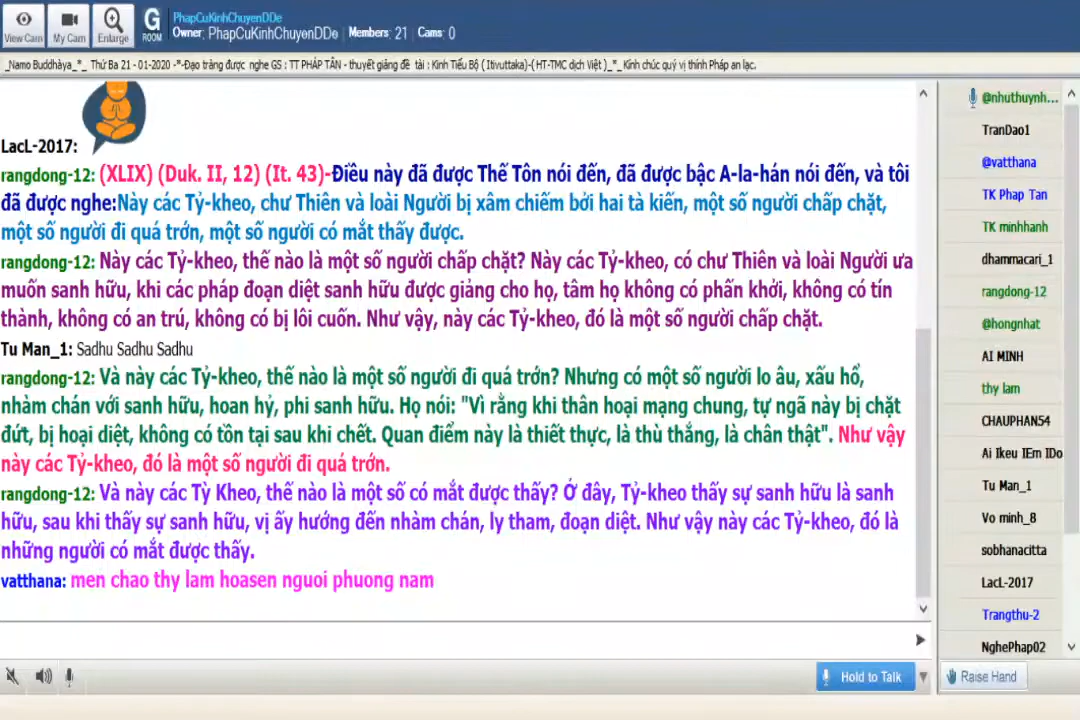 View Cam
My Cam
Enlarge
G
ROOM
PhapCuKinhChuyenDDe
Owner: PhapCuKinhChuyenDDe Members: 21 Cams: 0
_Namo Buddhàya_*_ Thứ Ba 21 - 01-2020 -*-Đạo tràng được nghe GS : TT PHÁP TÂN - thuyết giảng đề tài : Kinh Tiểu Bộ ( Itivuttaka)-( HT-TMC dịch Việt )_*_Kính chúc quý vị thính Pháp an lạc.
LacL-2017:
rangdong-12: (XLIX) (Duk. II, 12) (It. 43)-Điều này đã được Thế Tôn nói đến, đã được bậc A-la-hán nói đến, và tôi
đã được nghe:Này các Tỷ-kheo, chư Thiên và loài Người bị xâm chiếm bởi hai tà kiến, một số người chấp chặt,
một số người đi quá trớn, một số người có mắt thấy được.
rangdong-12: Này các Tỷ-kheo, thế nào là một số người chấp chặt? Này các Tỷ-kheo, có chư Thiên và loài Người ưa
muốn sanh hữu, khi các pháp đoạn diệt sanh hữu được giảng cho họ, tâm họ không có phấn khởi, không có tín
thành, không có an trú, không có bị lôi cuốn. Như vậy, này các Tỷ-kheo, đó là một số người chấp chặt.
Tu Man_1: Sadhu Sadhu Sadhu
rangdong-12: Và này các Tỷ-kheo, thế nào là một số người đi quá trớn? Nhưng có một số người lo âu, xấu hổ,
nhàm chán với sanh hữu, hoan hỷ, phi sanh hữu. Họ nói: "Vì rằng khi thân hoại mạng chung, tự ngã này bị chặt
đứt, bị hoại diệt, không có tồn tại sau khi chết. Quan điểm này là thiết thực, là thù thắng, là chân thật". Như vậy
này các Tỷ-kheo, đó là một số người đi quá trớn.
rangdong-12: Và này các Tỳ Kheo, thế nào là một số có mắt được thấy? Ở đây, Tỷ-kheo thấy sự sanh hữu là sanh
hữu, sau khi thấy sự sanh hữu, vị ấy hướng đến nhàm chán, ly tham, đoạn diệt. Như vậy này các Tỷ-kheo, đó là
những người có mắt được thấy.
vatthana: men chao thy lam hoasen nguoi phuong nam
@nhuthuynh...
TranDao1
@vatthana
TK Phap Tan
TK minhhanh
dhammacari_1
rangdong-12
@hongnhat
AI MINH
thy lam
CHAUPHAN54
Ai Ikeu IEm IDo
Tu Man_1
Vo minh_8
sobhanacitta
LacL-2017
Trangthu-2
NghePhap02
Hold to Talk
Raise Hand